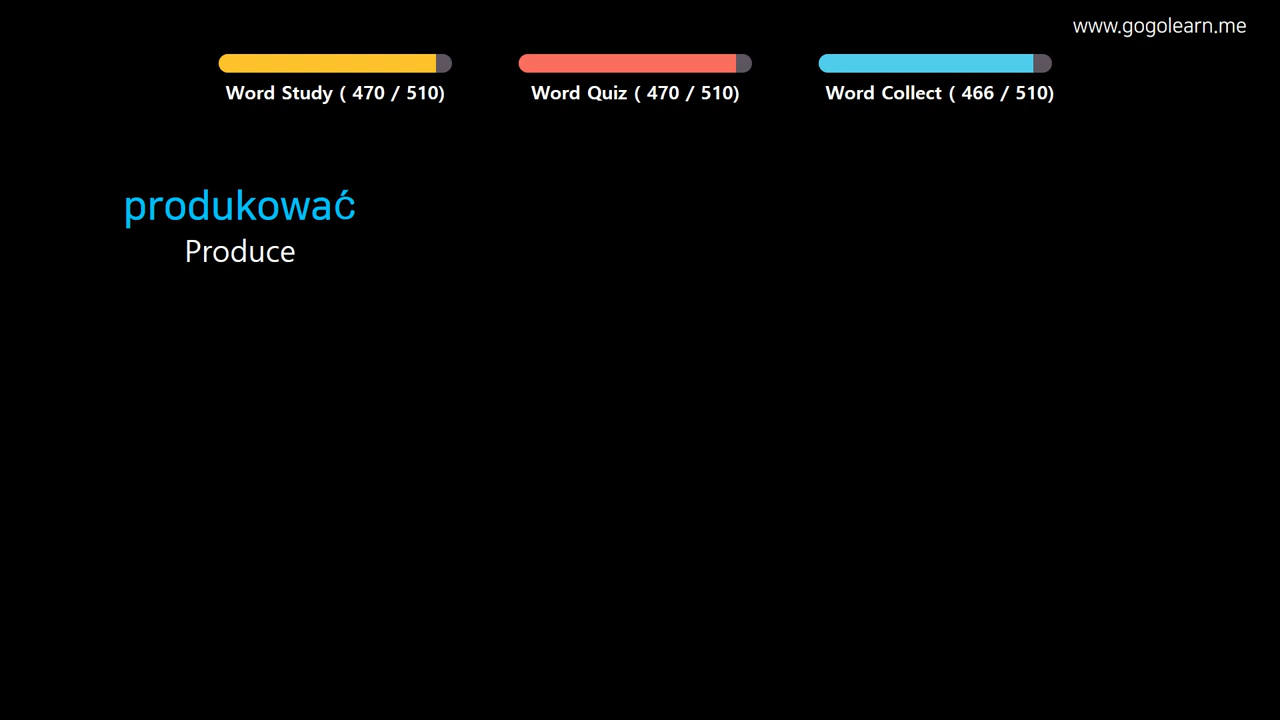 www.gogolearn.me
Word Study ( 470 / 510)
Word Quiz ( 470 / 510)
Word Collect ( 466 / 510)
produkować
Produce